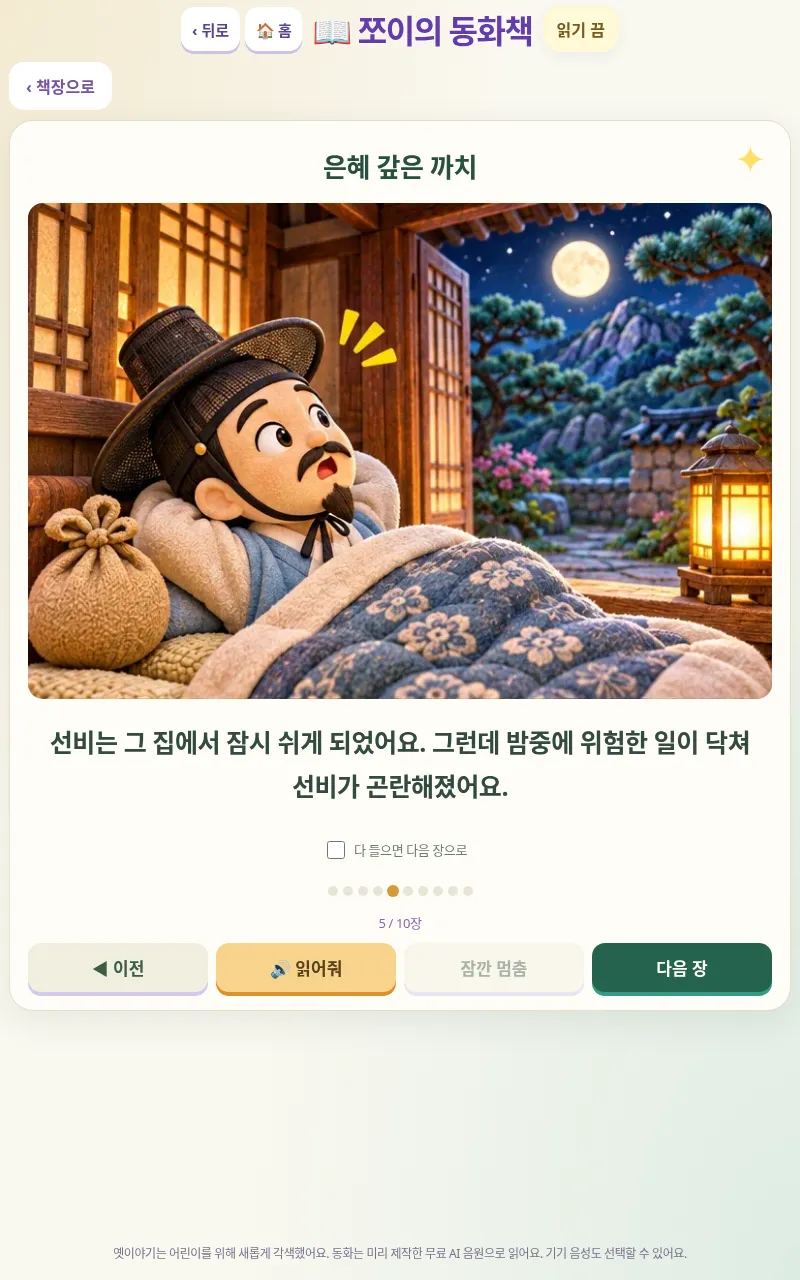 ‹ 뒤로 🏠 홈 📖 쪼이의 동화책 읽기 끝
‹ 책장으로
은혜 갚은 까치
선비는 그 집에서 잠시 쉬게 되었어요. 그런데 밤중에 위험한 일이 닥쳐
선비가 곤란해졌어요.
다 들으면 다음 장으로
5 / 10장
◀ 이전 🔊 읽어줘 잠깐 멈춤 다음 장
옛이야기는 어린이를 위해 새롭게 각색했어요. 동화는 미리 제작한 무료 AI 음원으로 읽어요. 기기 음성도 선택할 수 있어요.